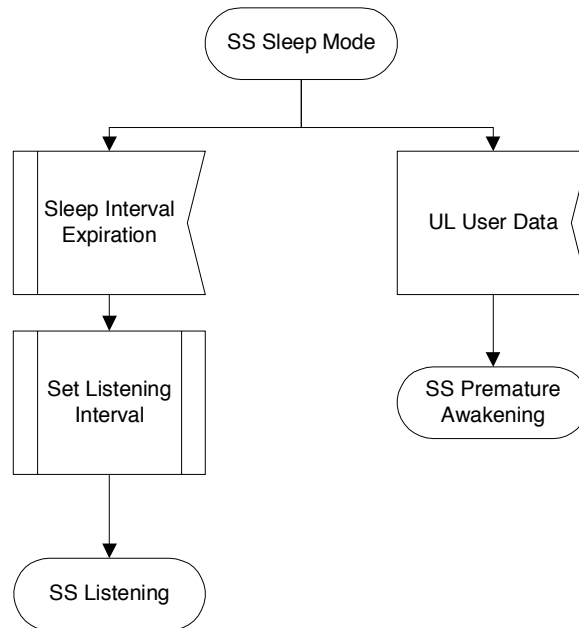 SS Sleep Mode
Sleep Interval
Expiration
UL User Data
Set Listening
Interval
SS Premature
Awakening
SS Listening